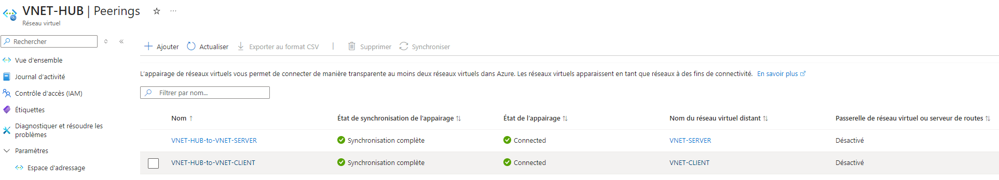 VNET-HUB | Peerings
Réseau virtuel
Rechercher
Ajouter Actualiser Exporter au format CSV Supprimer Synchroniser
Vue d'ensemble
Journal d'activité
Contrôle d'accès (IAM)
Étiquettes
Diagnostiquer et résoudre les
problèmes
Paramètres
Espace d'adressage
L'appairage de réseaux virtuels vous permet de connecter de manière transparente au moins deux réseaux virtuels dans Azure. Les réseaux virtuels apparaissent en tant que réseaux à des fins de connectivité. En savoir plus
Filtrer par nom...
Nom État de synchronisation de l'appairage État de l'appairage Nom du réseau virtuel distant Passerelle de réseau virtuel ou serveur de routes
VNET-HUB-to-VNET-SERVER Synchronisation complète Connected VNET-SERVER Désactivé
VNET-HUB-to-VNET-CLIENT Synchronisation complète Connected VNET-CLIENT Désactivé